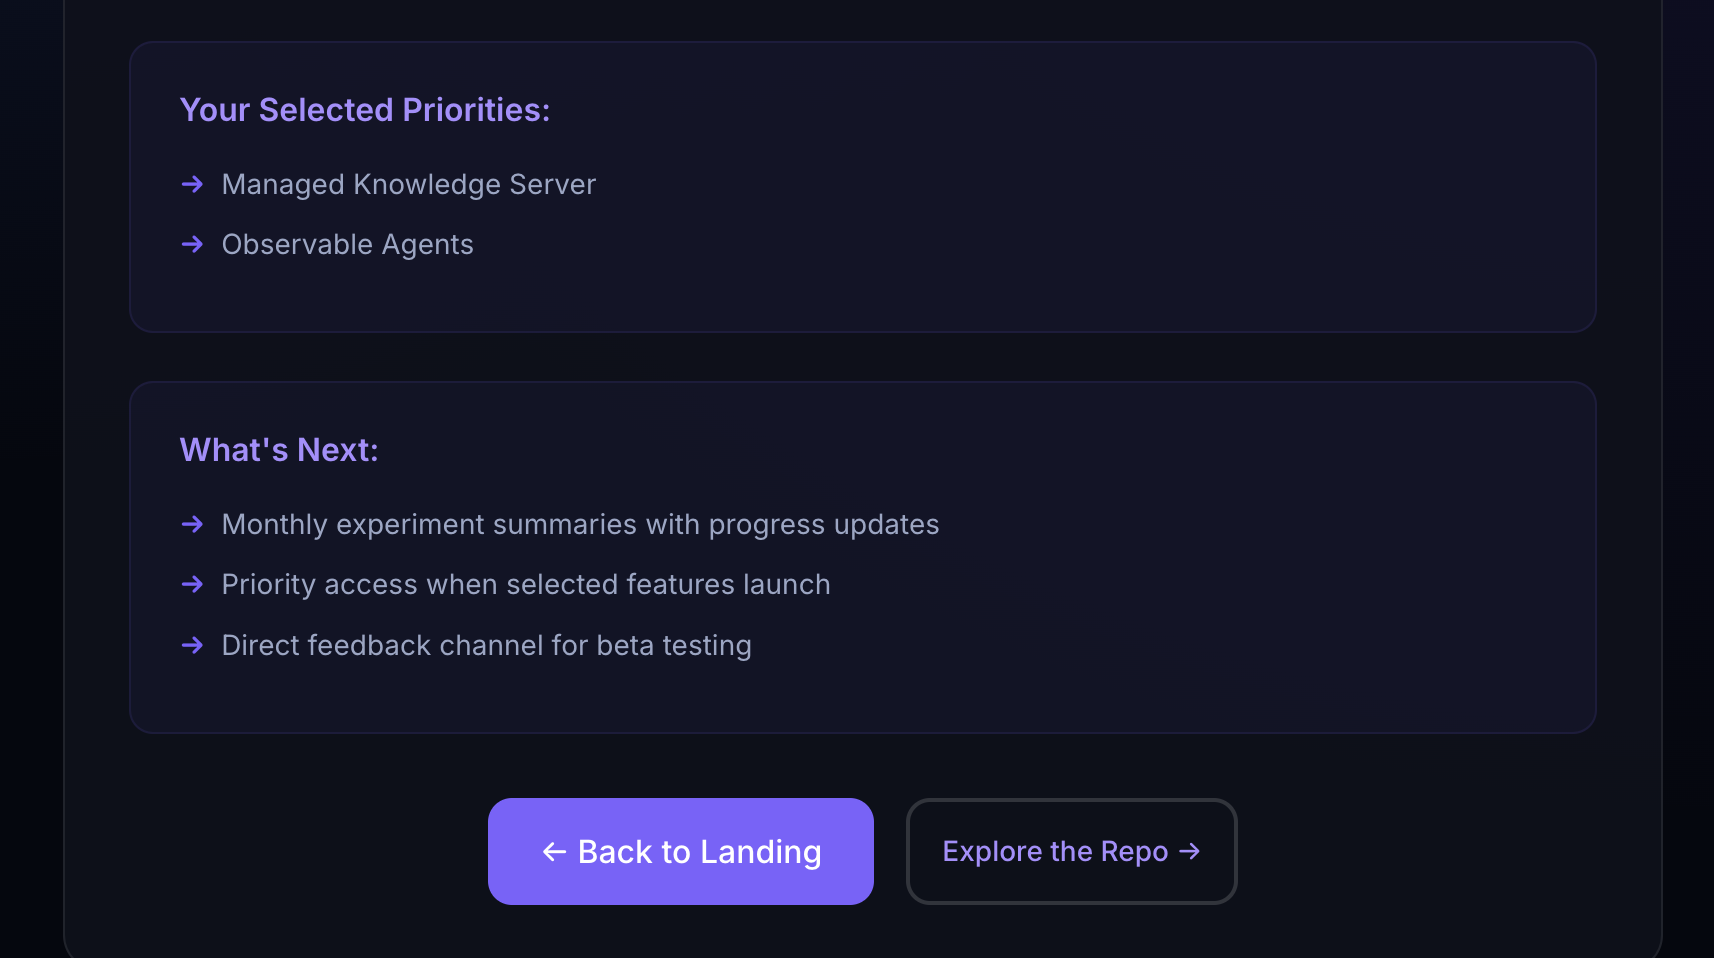 Your Selected Priorities:
→ Managed Knowledge Server
→ Observable Agents
What's Next:
→ Monthly experiment summaries with progress updates
→ Priority access when selected features launch
→ Direct feedback channel for beta testing
← Back to Landing
Explore the Repo →